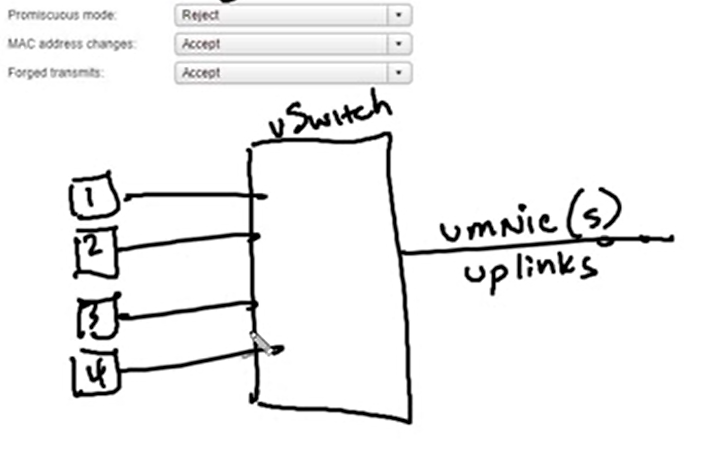 Promiscuous mode: Reject
MAC address changes: Accept
Forged transmits: Accept
vSwitch
1
2
3
4
vmnic(s)
uplinks